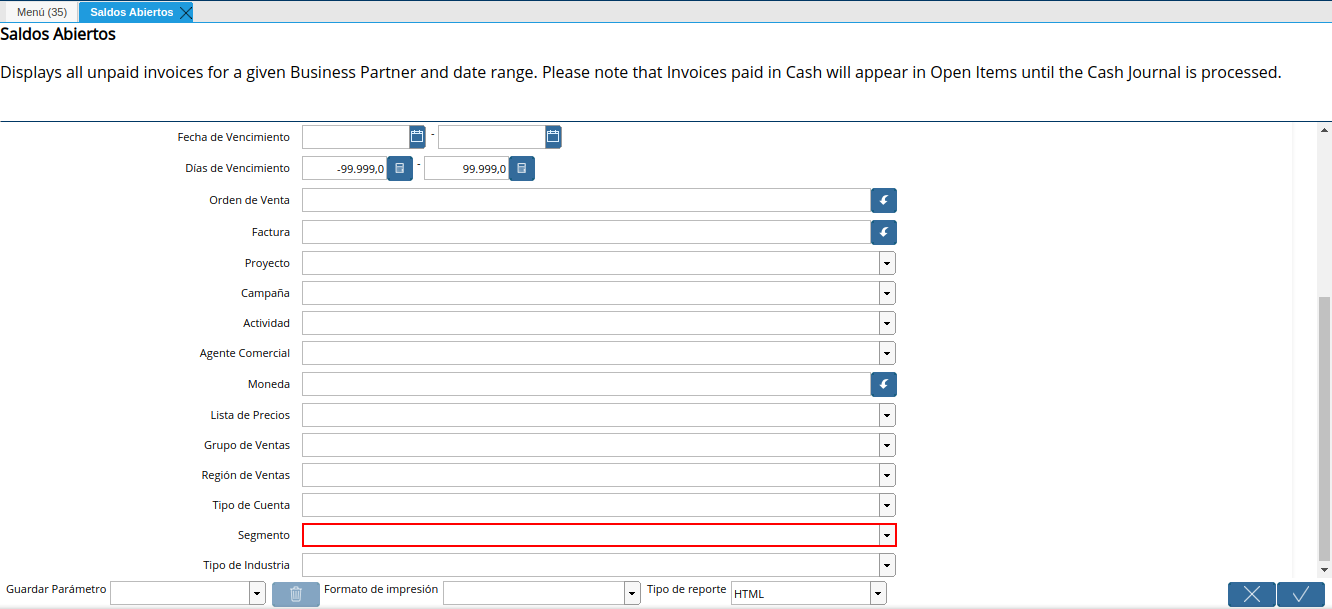 Menú (35) Saldos Abiertos
Saldos Abiertos
Displays all unpaid invoices for a given Business Partner and date range. Please note that Invoices paid in Cash will appear in Open Items until the Cash Journal is processed.
Fecha de Vencimiento -
Días de Vencimiento -99.999,0 - 99.999,0
Orden de Venta
Factura
Proyecto
Campaña
Actividad
Agente Comercial
Moneda
Lista de Precios
Grupo de Ventas
Región de Ventas
Tipo de Cuenta
Segmento
Tipo de Industria
Guardar Parámetro Formato de impresión Tipo de reporte HTML